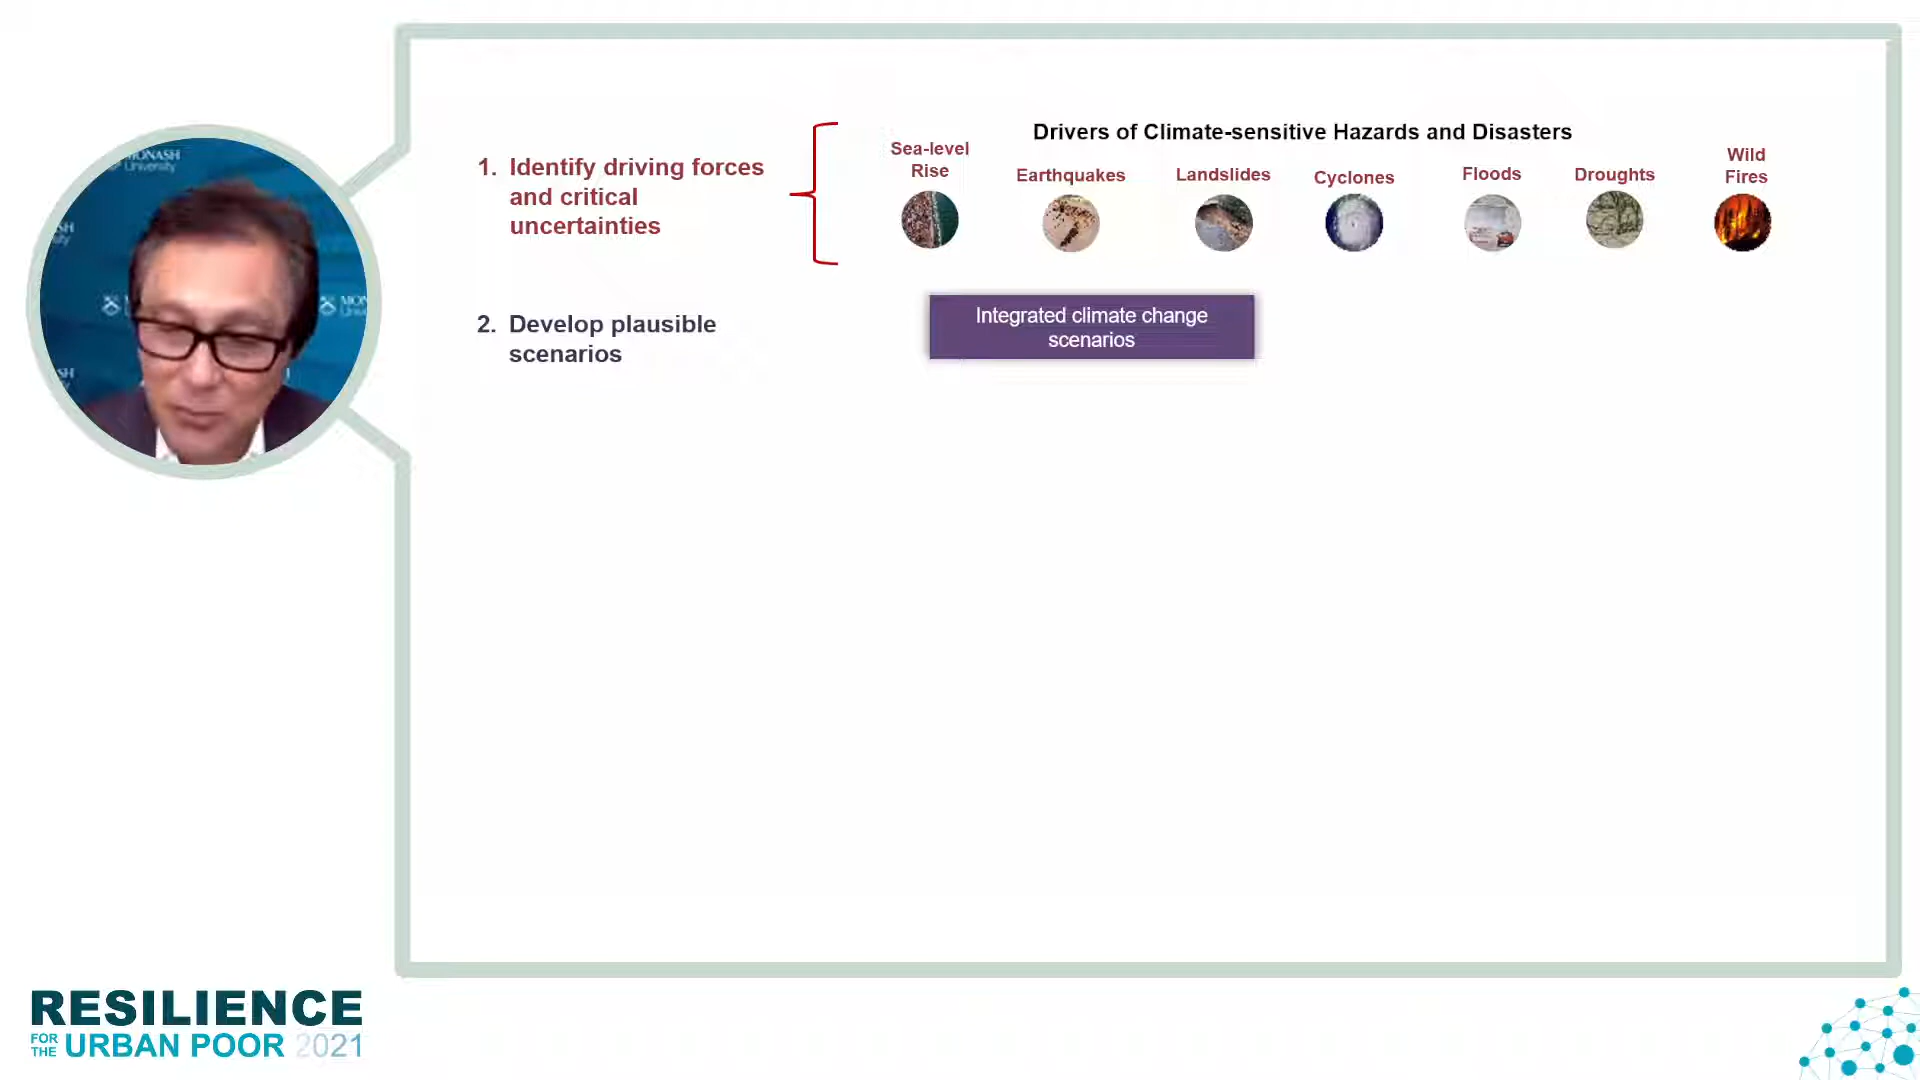 MONASH
University
1. Identify driving forces
and critical
uncertainties
Drivers of Climate-sensitive Hazards and Disasters
Sea-level
Rise
Earthquakes
Landslides
Cyclones
Floods
Droughts
Wild
Fires
2. Develop plausible
scenarios
Integrated climate change
scenarios
RESILIENCE
FOR THE URBAN POOR 2021